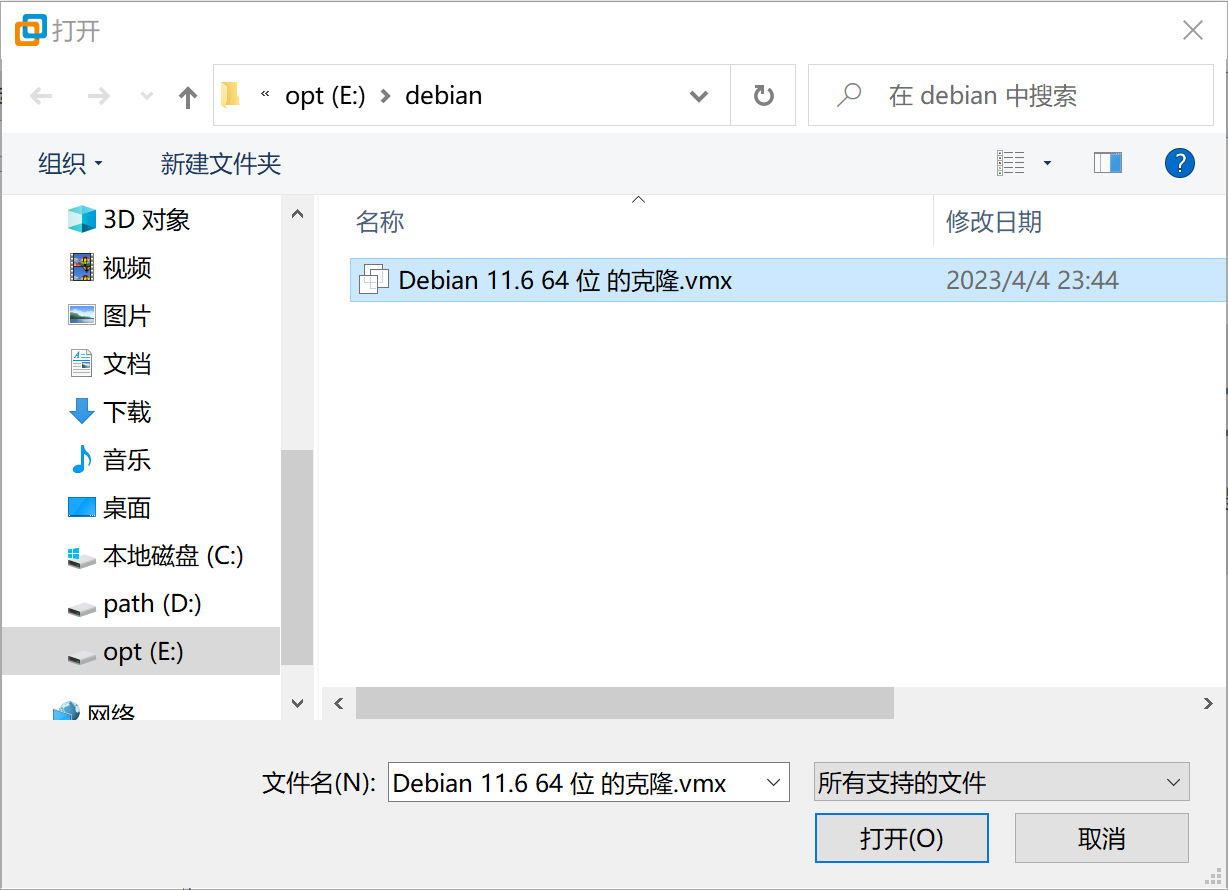 打开
« opt (E:) > debian
在 debian 中搜索
组织
新建文件夹
?
3D 对象
视频
图片
文档
下载
音乐
桌面
本地磁盘 (C:)
path (D:)
opt (E:)
网络
名称
修改日期
Debian 11.6 64 位 的克隆.vmx
2023/4/4 23:44
文件名(N):
Debian 11.6 64 位 的克隆.vmx
所有支持的文件
打开(O)
取消